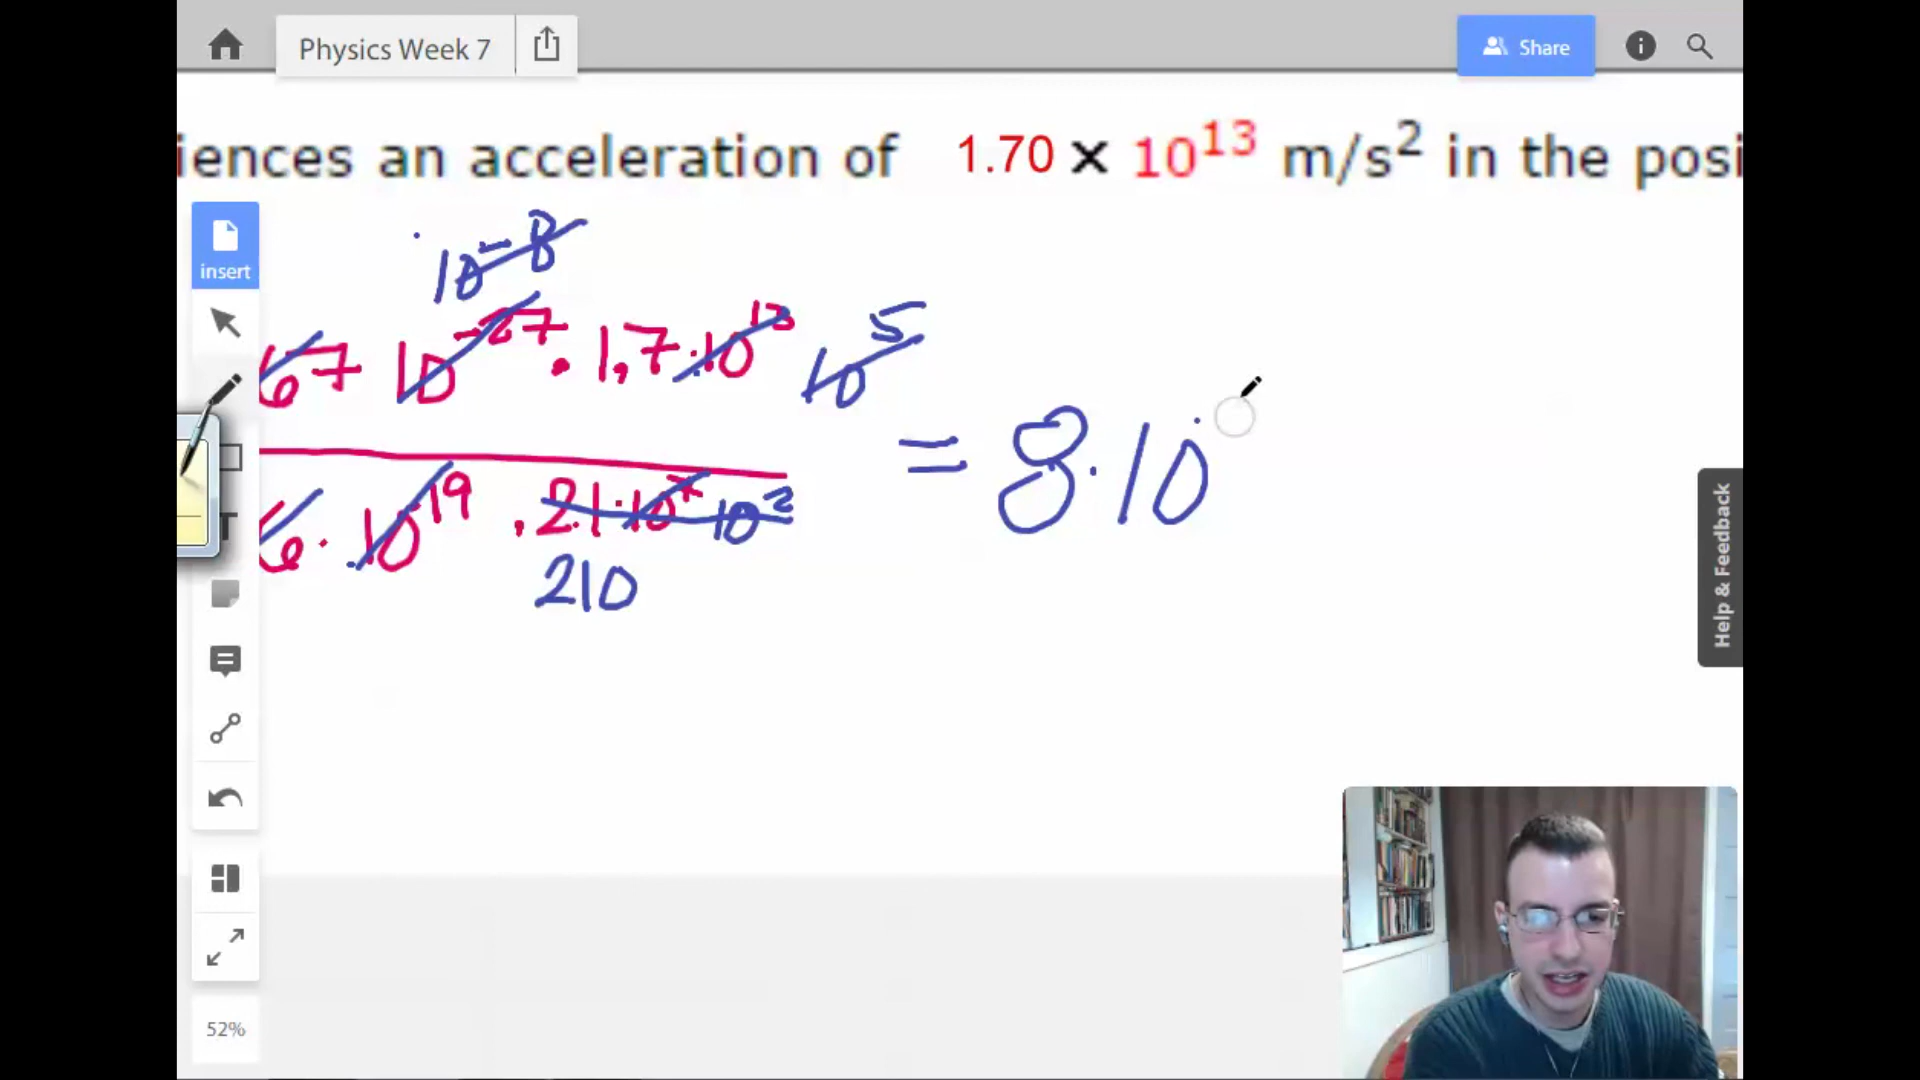 Physics Week 7
Share
iences an acceleration of 1.70 × 10¹³ m/s² in the posi
insert
10⁻⁸
67 10⁻²⁷ · 1,7 · 10¹³ 10⁵
6 · 10¹⁹ · 2.1 · 10⁷ 10²
210
= 8 · 10
T
Help & Feedback
52%